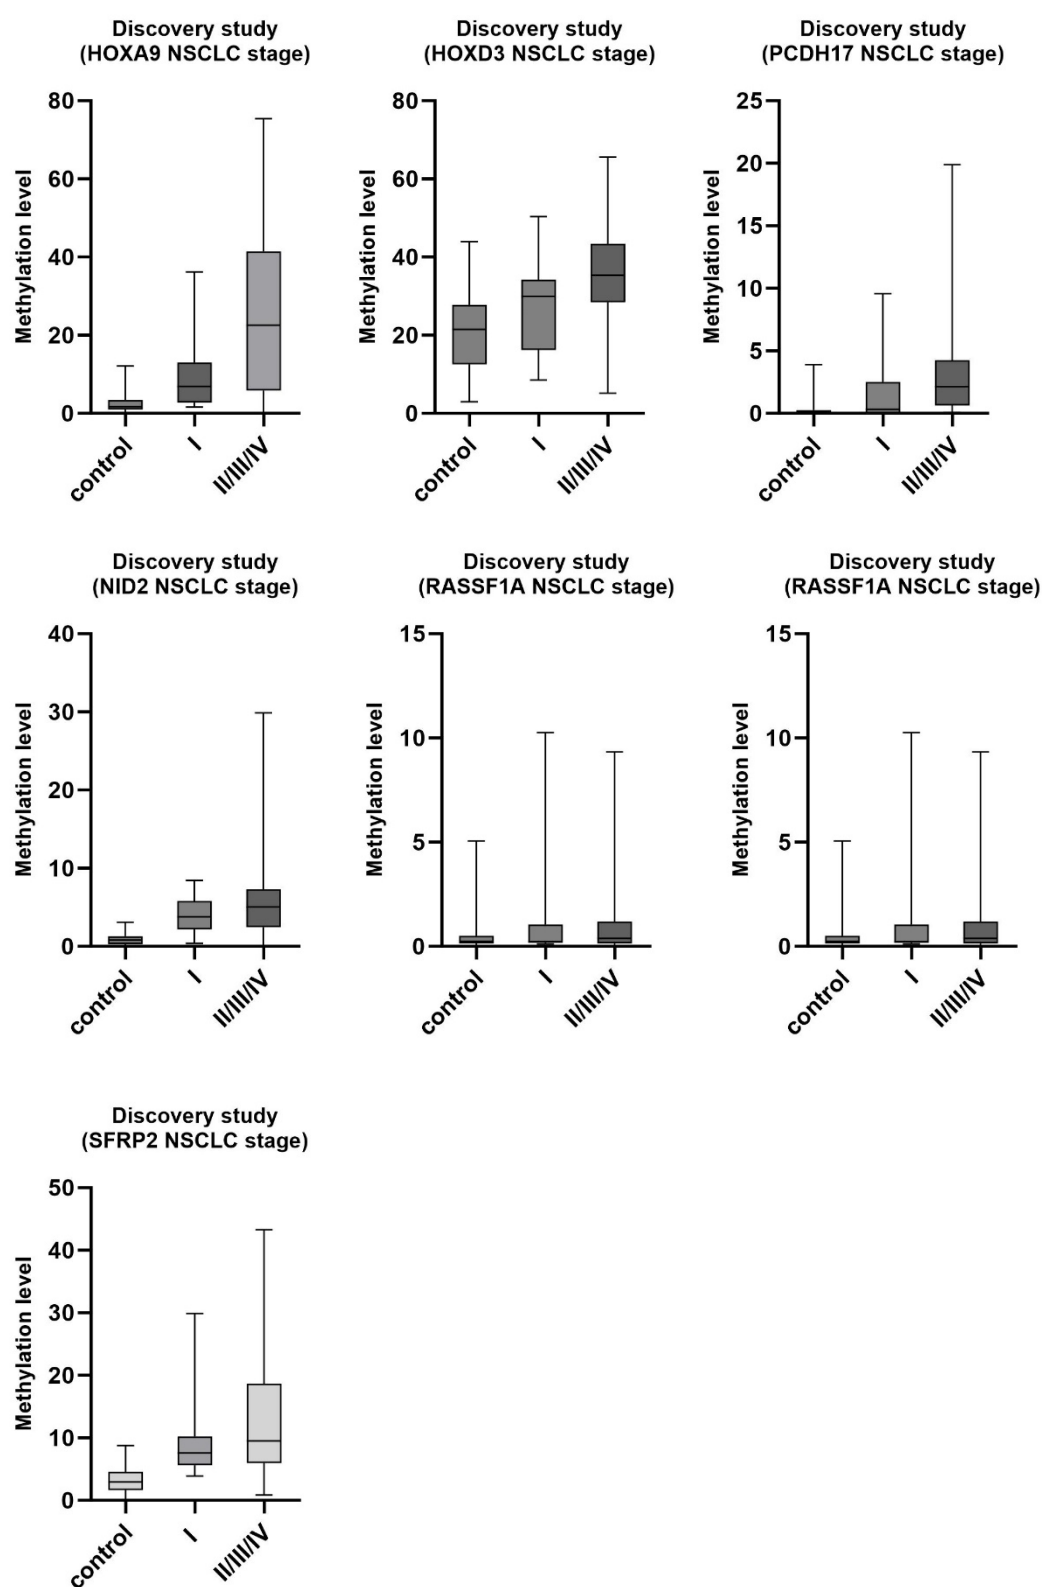 Discovery study
(HOXA9 NSCLC stage)
Methylation level
80
60
40
20
0
control
I
II/III/IV
Discovery study
(HOXD3 NSCLC stage)
Methylation level
80
60
40
20
0
control
I
II/III/IV
Discovery study
(PCDH17 NSCLC stage)
Methylation level
25
20
15
10
5
0
control
I
II/III/IV
Discovery study
(NID2 NSCLC stage)
Methylation level
40
30
20
10
0
control
I
II/III/IV
Discovery study
(RASSF1A NSCLC stage)
Methylation level
15
10
5
0
control
I
II/III/IV
Discovery study
(RASSF1A NSCLC stage)
Methylation level
15
10
5
0
control
I
II/III/IV
Discovery study
(SFRP2 NSCLC stage)
Methylation level
50
40
30
20
10
0
control
I
II/III/IV